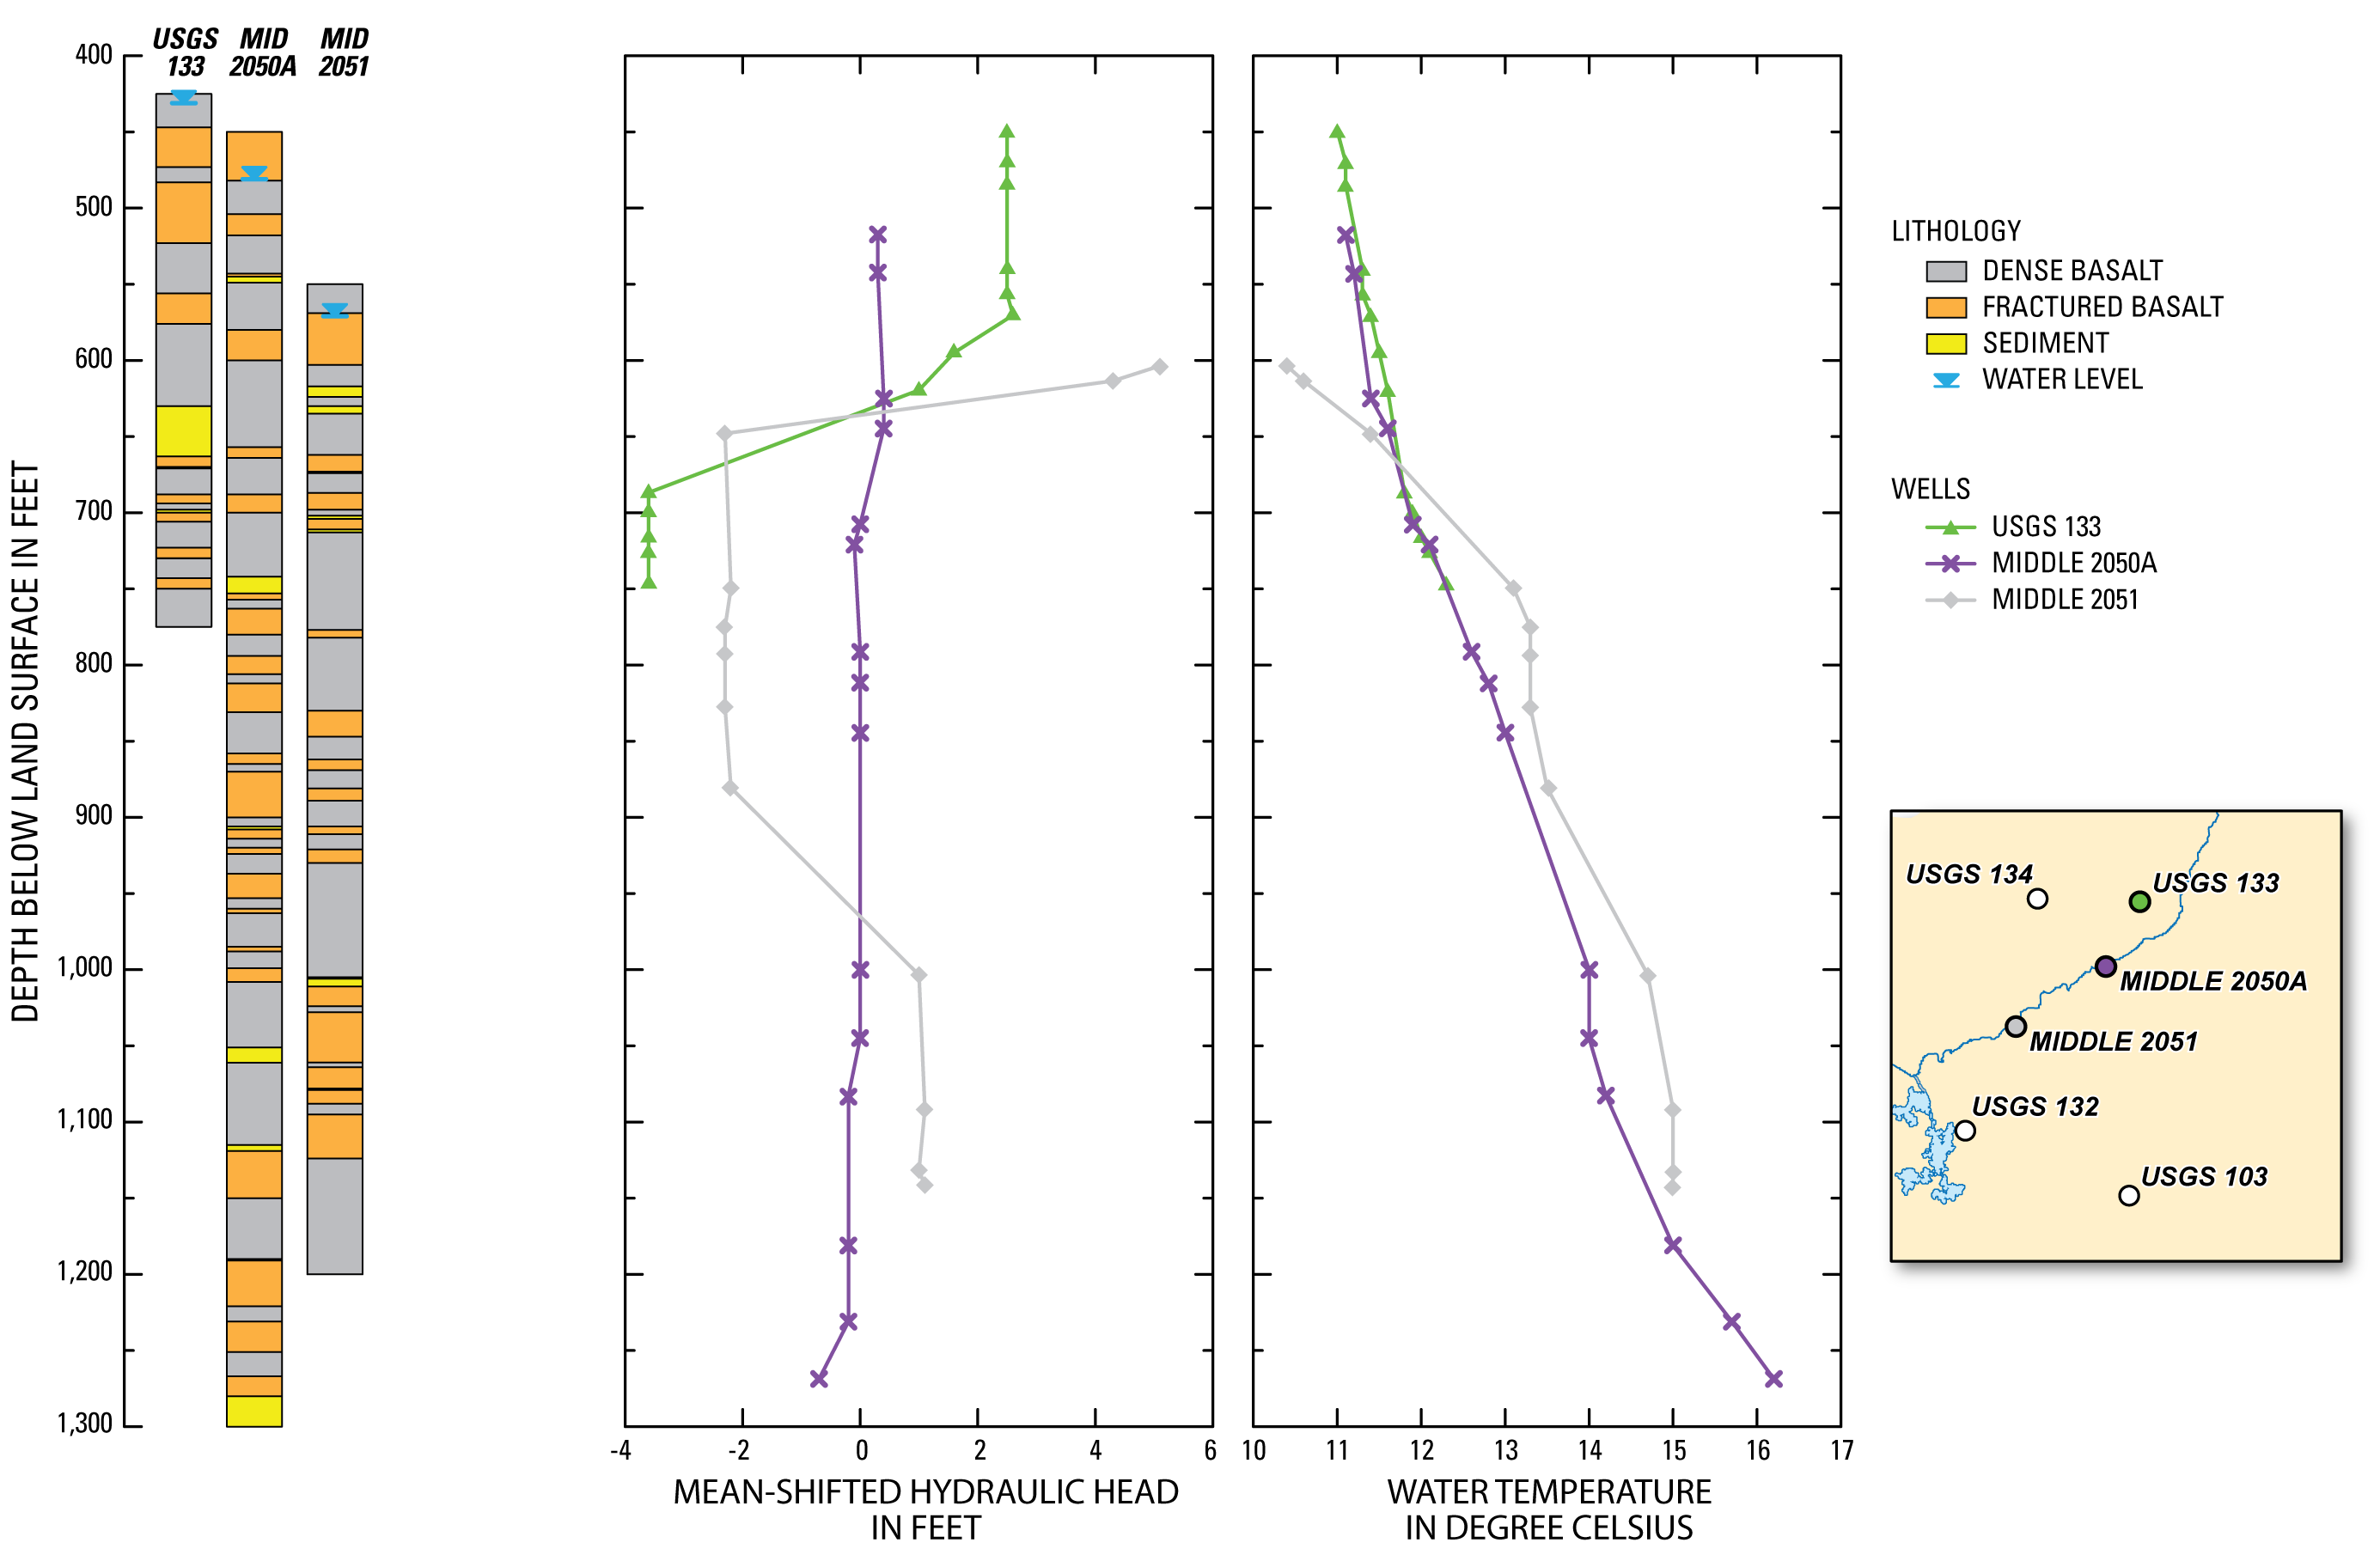 USGS 133
MID 2050A
MID 2051
400
500
600
700
800
900
1,000
1,100
1,200
1,300
DEPTH BELOW LAND SURFACE IN FEET
-4 -2 0 2 4 6
MEAN-SHIFTED HYDRAULIC HEAD
IN FEET
10 11 12 13 14 15 16 17
WATER TEMPERATURE
IN DEGREE CELSIUS
LITHOLOGY
DENSE BASALT
FRACTURED BASALT
SEDIMENT
WATER LEVEL
WELLS
USGS 133
MIDDLE 2050A
MIDDLE 2051
USGS 134
USGS 133
MIDDLE 2050A
MIDDLE 2051
USGS 132
USGS 103